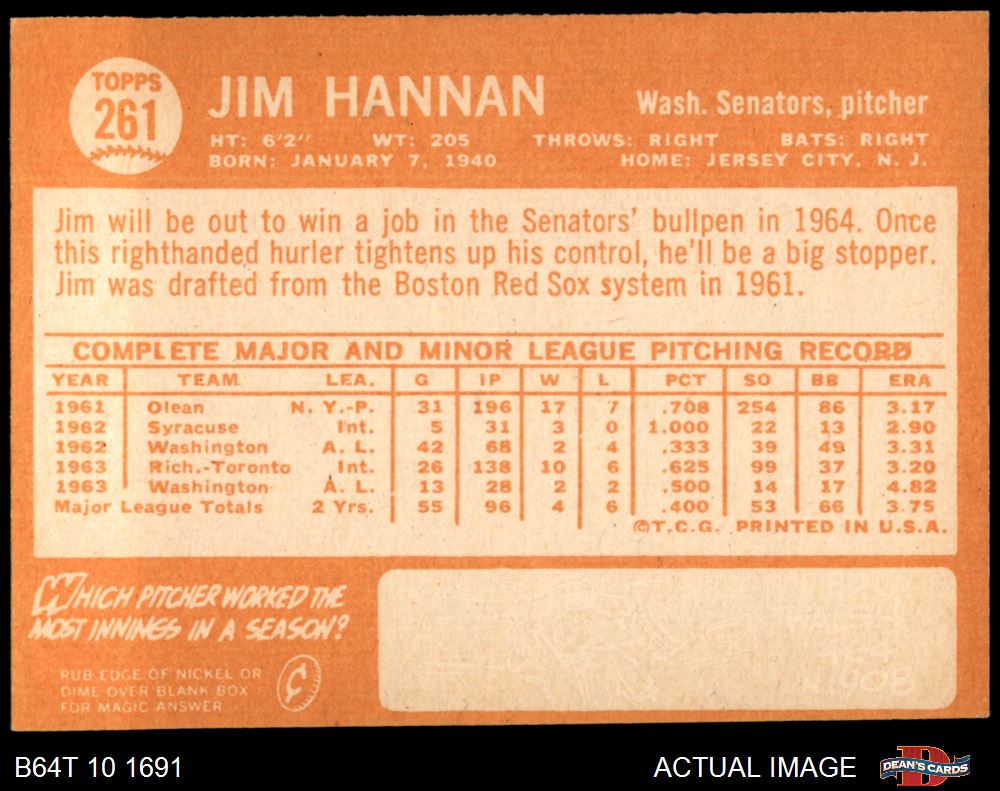 TOPPS
261
JIM HANNAN
Wash. Senators, pitcher
HT: 6'2" WT: 205 THROWS: RIGHT BATS: RIGHT
BORN: JANUARY 7, 1940 HOME: JERSEY CITY, N. J.
Jim will be out to win a job in the Senators' bullpen in 1964. Once
this righthanded hurler tightens up his control, he'll be a big stopper.
Jim was drafted from the Boston Red Sox system in 1961.
COMPLETE MAJOR AND MINOR LEAGUE PITCHING RECORD
YEAR TEAM LEA. G IP W L PCT SO BB ERA
1961 Olean N. Y.-P. 31 196 17 7 .708 254 86 3.17
1962 Syracuse Int. 5 31 3 0 1.000 22 13 2.90
1962 Washington A. L. 42 68 2 4 .333 39 49 3.31
1963 Rich.-Toronto Int. 26 138 10 6 .625 99 37 3.20
1963 Washington A. L. 13 28 2 2 .500 14 17 4.82
Major League Totals 2 Yrs. 55 96 4 6 .400 53 66 3.75
©T.C.G. PRINTED IN U.S.A.
WHICH PITCHER WORKED THE
MOST INNINGS IN A SEASON?
RUB EDGE OF NICKEL OR
DIME OVER BLANK BOX
FOR MAGIC ANSWER
¢
WALSH
464
1908
B64T 10 1691
ACTUAL IMAGE
DEAN'S CARDS